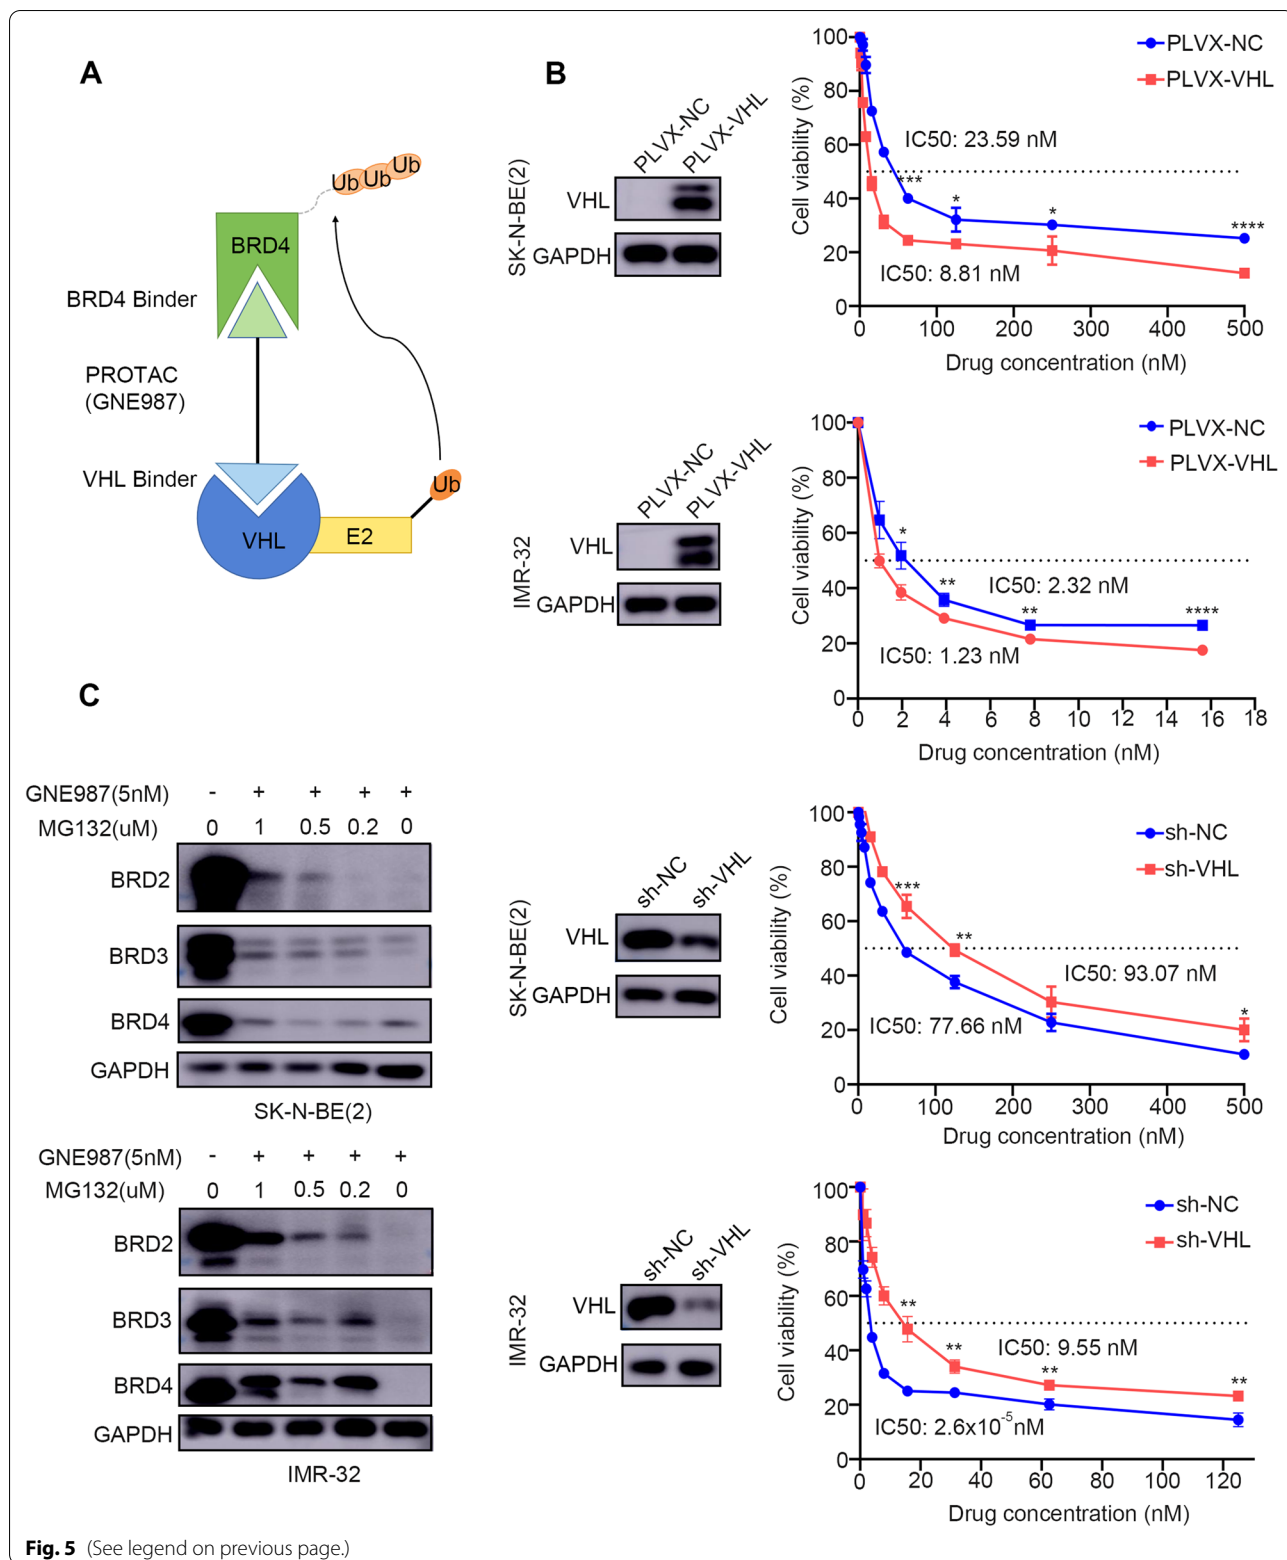 A
Ub Ub Ub
BRD4
BRD4 Binder
PROTAC
(GNE987)
VHL Binder
Ub
VHL
E2
B
SK-N-BE(2)
PLVX-NC
PLVX-VHL
VHL
GAPDH
Cell viability (%)
100
80
60
40
20
0
PLVX-NC
PLVX-VHL
IC50: 23.59 nM
***
*
*
****
IC50: 8.81 nM
0 100 200 300 400 500
Drug concentration (nM)
IMR-32
PLVX-NC
PLVX-VHL
VHL
GAPDH
Cell viability (%)
100
80
60
40
20
0
PLVX-NC
PLVX-VHL
*
**
IC50: 2.32 nM
**
****
IC50: 1.23 nM
0 2 4 6 8 10 12 14 16 18
Drug concentration (nM)
SK-N-BE(2)
sh-NC
sh-VHL
VHL
GAPDH
Cell viability (%)
100
80
60
40
20
0
sh-NC
sh-VHL
***
**
IC50: 93.07 nM
IC50: 77.66 nM
*
0 100 200 300 400 500
Drug concentration (nM)
IMR-32
sh-NC
sh-VHL
VHL
GAPDH
Cell viability (%)
100
80
60
40
20
0
sh-NC
sh-VHL
**
**
IC50: 9.55 nM
**
**
IC50: 2.6x10-5nM
0 20 40 60 80 100 120
Drug concentration (nM)
C
GNE987(5nM) - + + + +
MG132(uM) 0 1 0.5 0.2 0
BRD2
BRD3
BRD4
GAPDH
SK-N-BE(2)
GNE987(5nM) - + + + +
MG132(uM) 0 1 0.5 0.2 0
BRD2
BRD3
BRD4
GAPDH
IMR-32
Fig. 5 (See legend on previous page.)